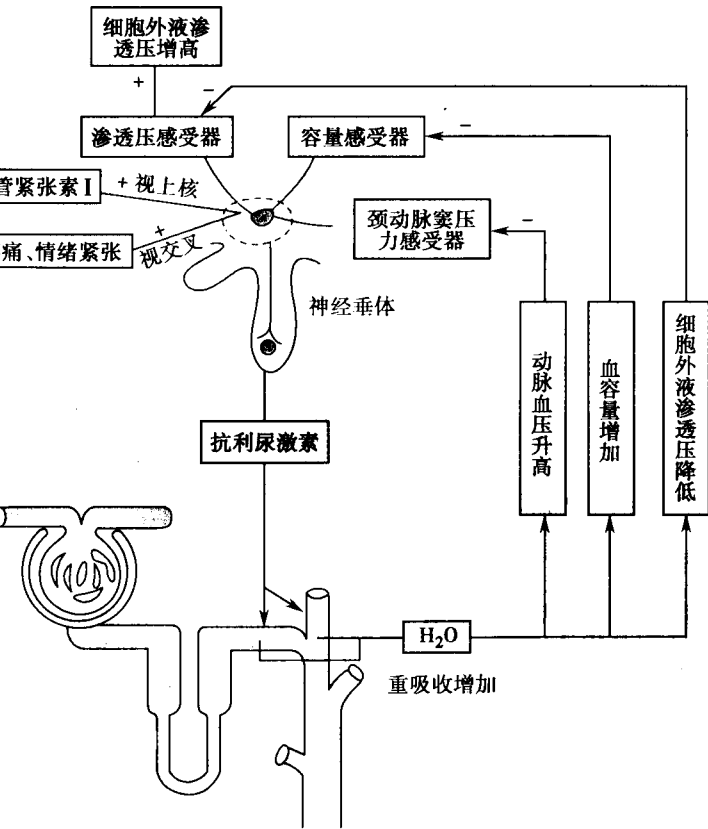 细胞外液渗
透压增高
+
−
渗透压感受器
容量感受器
−
管紧张素Ⅰ
+视上核
颈动脉窦压
力感受器
−
痛、情绪紧张
+
视交叉
神经垂体
动脉血压升高
血容量增加
细胞外液渗透压降低
抗利尿激素
H₂O
重吸收增加